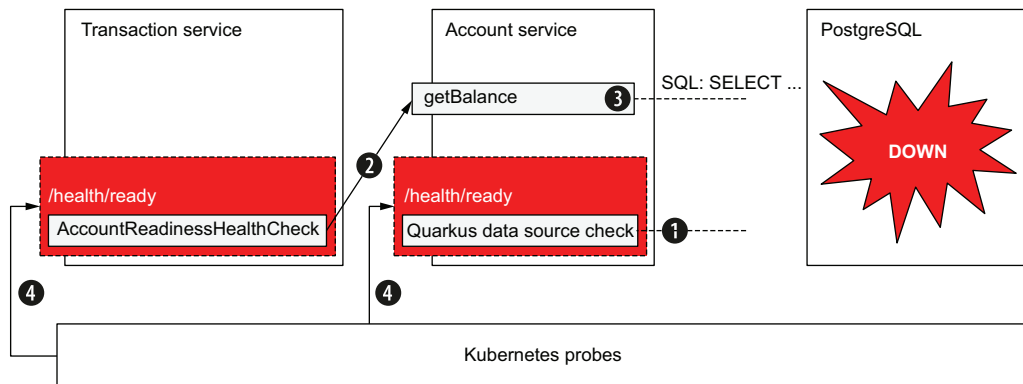 Transaction service
Account service
PostgreSQL
getBalance
3
SQL: SELECT ...
DOWN
2
/health/ready
/health/ready
AccountReadinessHealthCheck
Quarkus data source check
1
4
4
Kubernetes probes